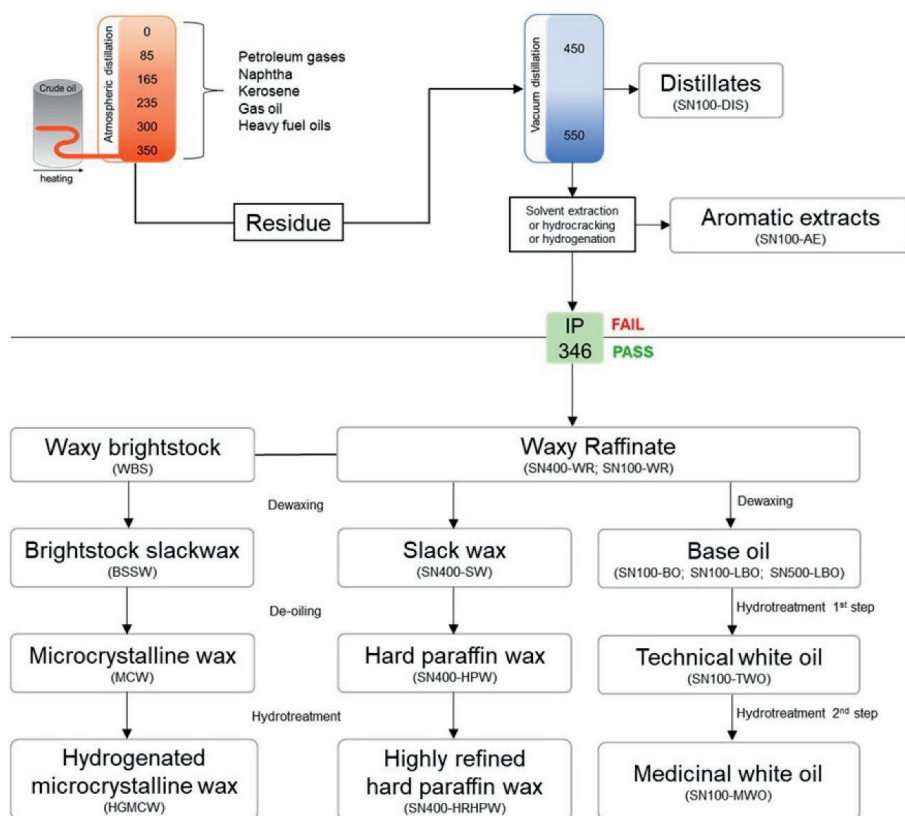 Crude oil
heating
Atmospheric distillation
0
85
165
235
300
350
Petroleum gases
Naphtha
Kerosene
Gas oil
Heavy fuel oils
Residue
Vacuum distillation
450
550
Distillates
(SN100-DIS)
Solvent extraction
or hydrocracking
or hydrogenation
Aromatic extracts
(SN100-AE)
IP
346
FAIL
PASS
Waxy brightstock
(WBS)
Waxy Raffinate
(SN400-WR; SN100-WR)
Dewaxing
Dewaxing
Brightstock slackwax
(BSSW)
Slack wax
(SN400-SW)
Base oil
(SN100-BO; SN100-LBO; SN500-LBO)
De-oiling
Hydrotreatment 1st step
Microcrystalline wax
(MCW)
Hard paraffin wax
(SN400-HPW)
Technical white oil
(SN100-TWO)
Hydrotreatment
Hydrotreatment 2nd step
Hydrogenated
microcrystalline wax
(HGMCW)
Highly refined
hard paraffin wax
(SN400-HRHPW)
Medicinal white oil
(SN100-MWO)